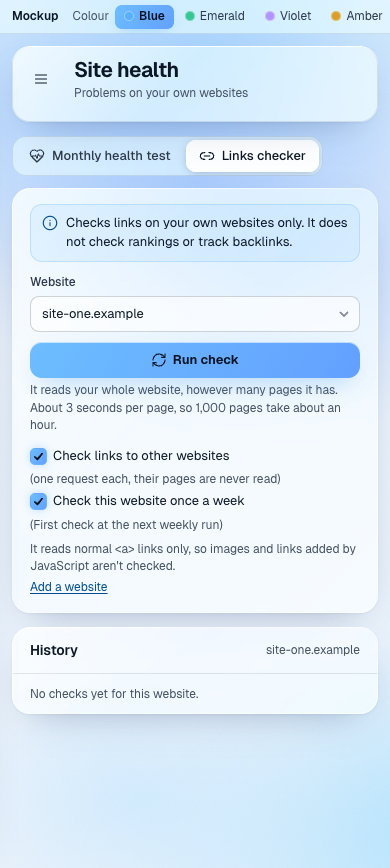 Mockup Colour Blue Emerald Violet Amber
Site health
Problems on your own websites
Monthly health test Links checker
Checks links on your own websites only. It does
not check rankings or track backlinks.
Website
site-one.example
Run check
It reads your whole website, however many pages it has.
About 3 seconds per page, so 1,000 pages take about an
hour.
Check links to other websites
(one request each, their pages are never read)
Check this website once a week
(First check at the next weekly run)
It reads normal <a> links only, so images and links added by
JavaScript aren't checked.
Add a website
History site-one.example
No checks yet for this website.